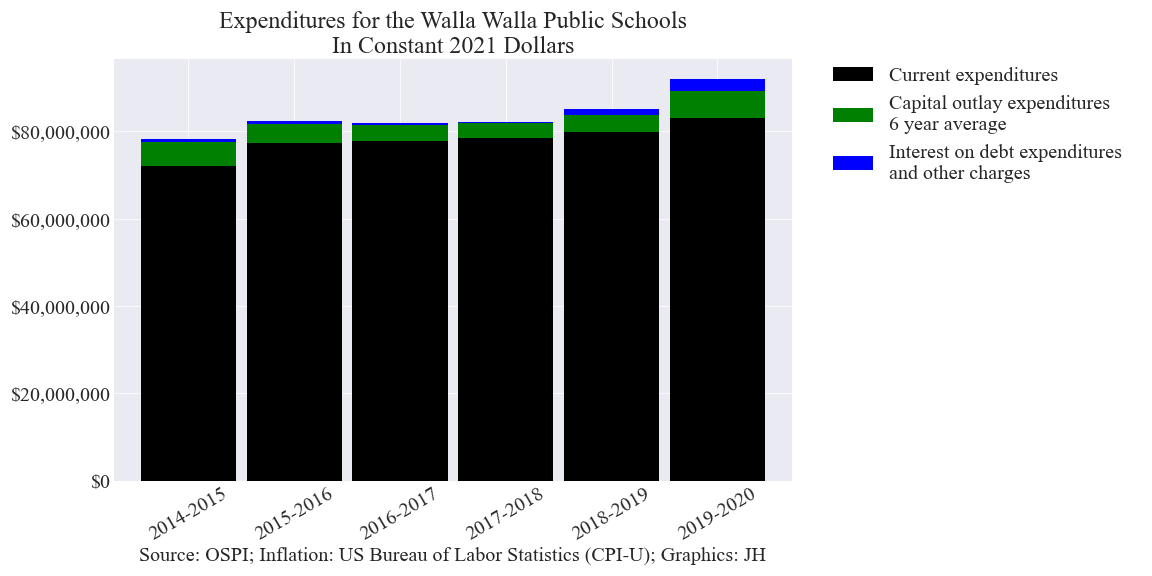 Expenditures for the Walla Walla Public Schools
In Constant 2021 Dollars
Current expenditures
Capital outlay expenditures
6 year average
Interest on debt expenditures
and other charges
$80,000,000
$60,000,000
$40,000,000
$20,000,000
$0
2014-2015
2015-2016
2016-2017
2017-2018
2018-2019
2019-2020
Source: OSPI; Inflation: US Bureau of Labor Statistics (CPI-U); Graphics: JH